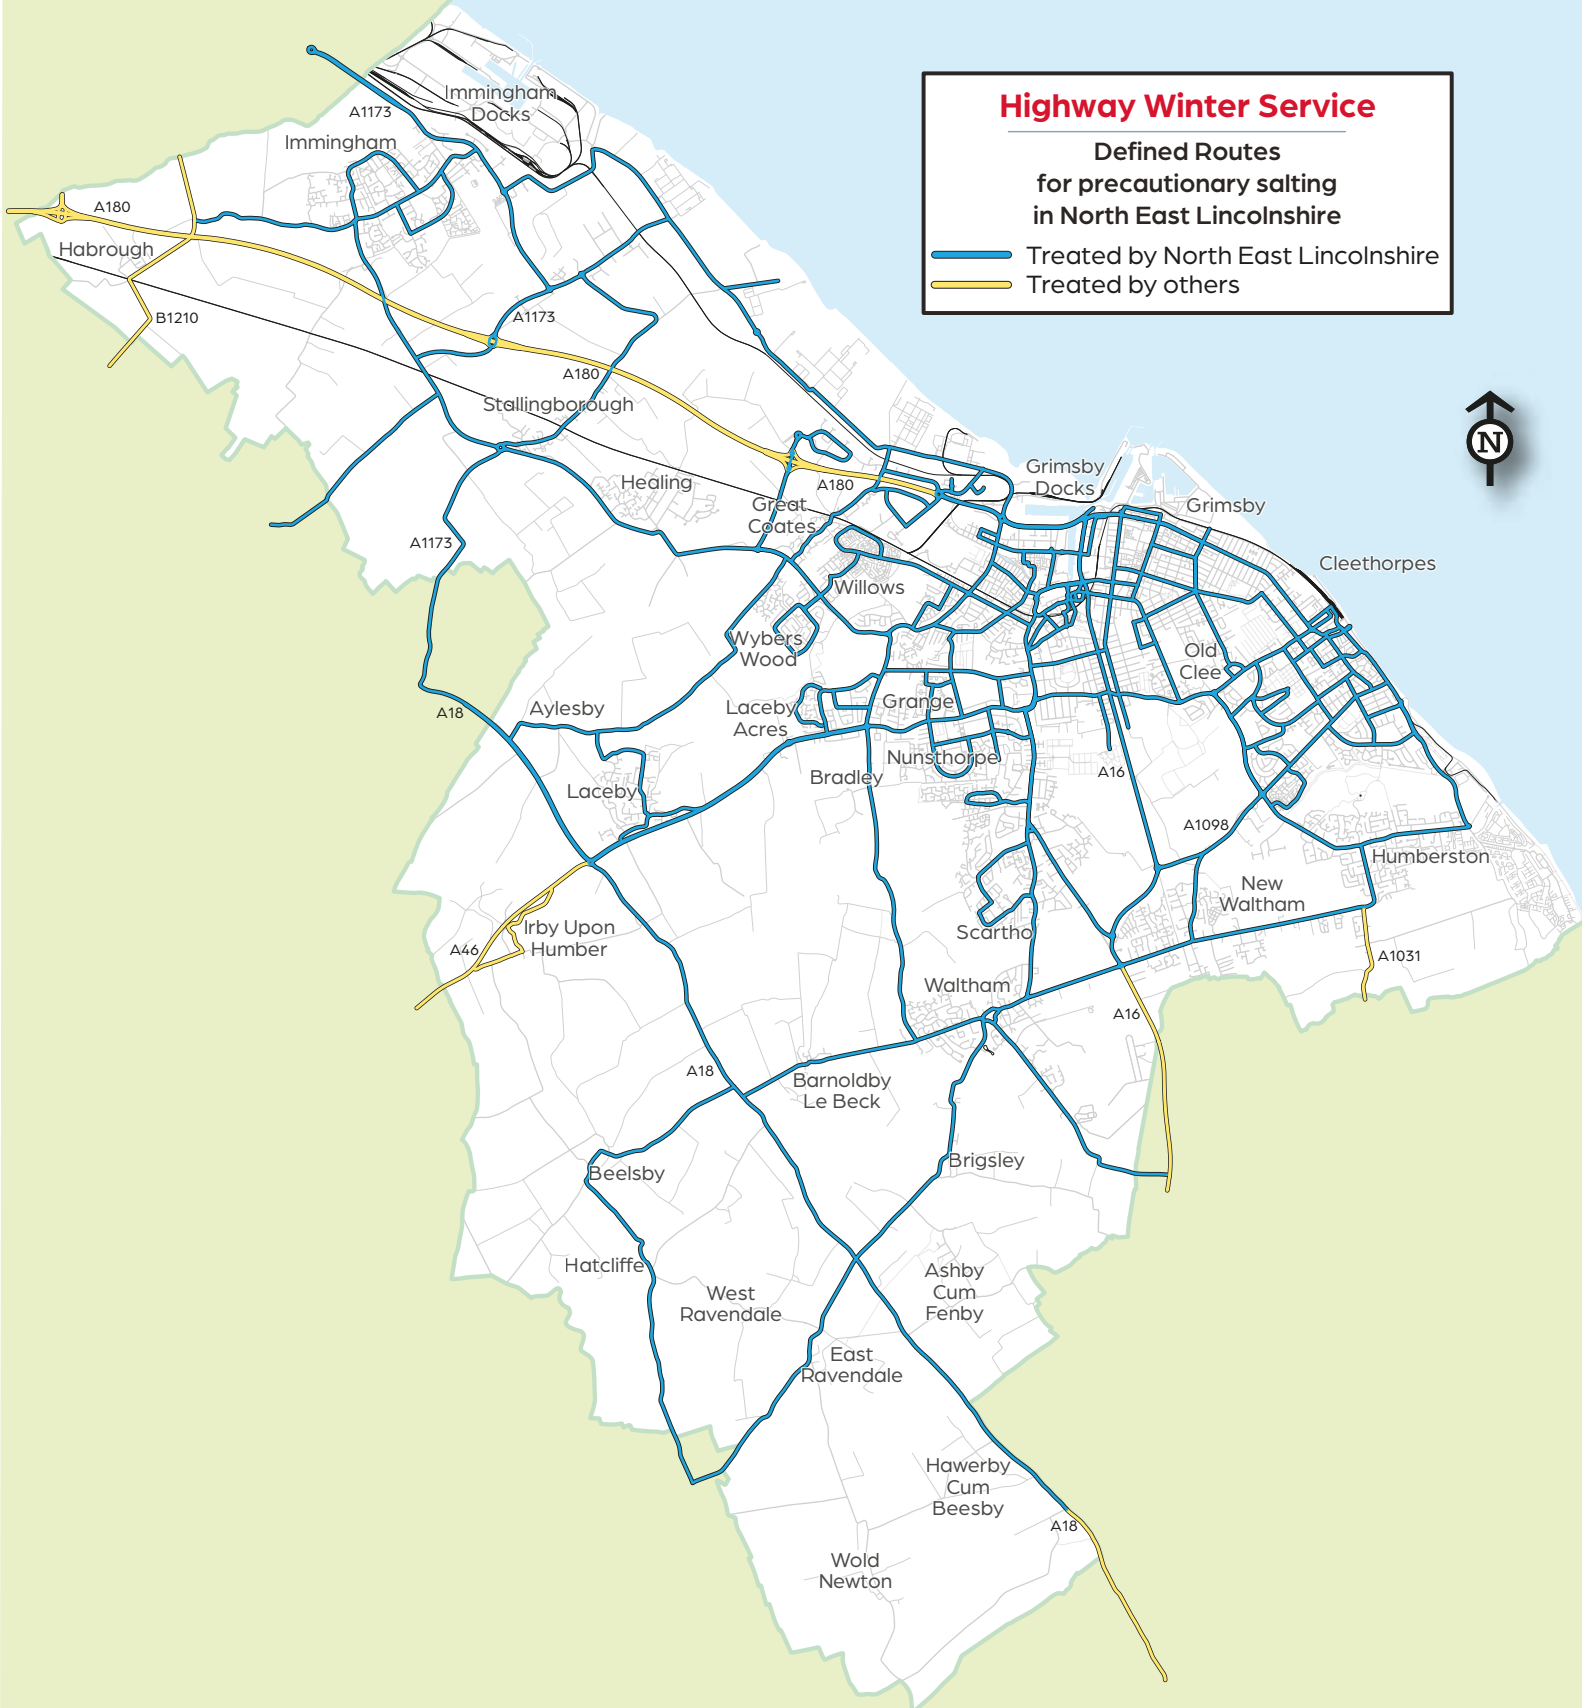 Highway Winter Service
Defined Routes
for precautionary salting
in North East Lincolnshire
Treated by North East Lincolnshire
Treated by others
Immingham
Docks
A1173
Immingham
A180
Habrough
B1210
A1173
A180
Stallingborough
Healing
A180
Great
Coates
Grimsby
Docks
Grimsby
N
A1173
Cleethorpes
Willows
Wybers
Wood
Old
Clee
A18
Aylesby
Laceby
Acres
Grange
Nunsthorpe
Bradley
A16
Laceby
A1098
Humberston
New
Waltham
Irby Upon
Humber
A46
Scartho
A1031
Waltham
A16
A18
Barnoldby
Le Beck
Brigsley
Beelsby
Hatcliffe
Ashby
Cum
Fenby
West
Ravendale
East
Ravendale
Hawerby
Cum
Beesby
A18
Wold
Newton